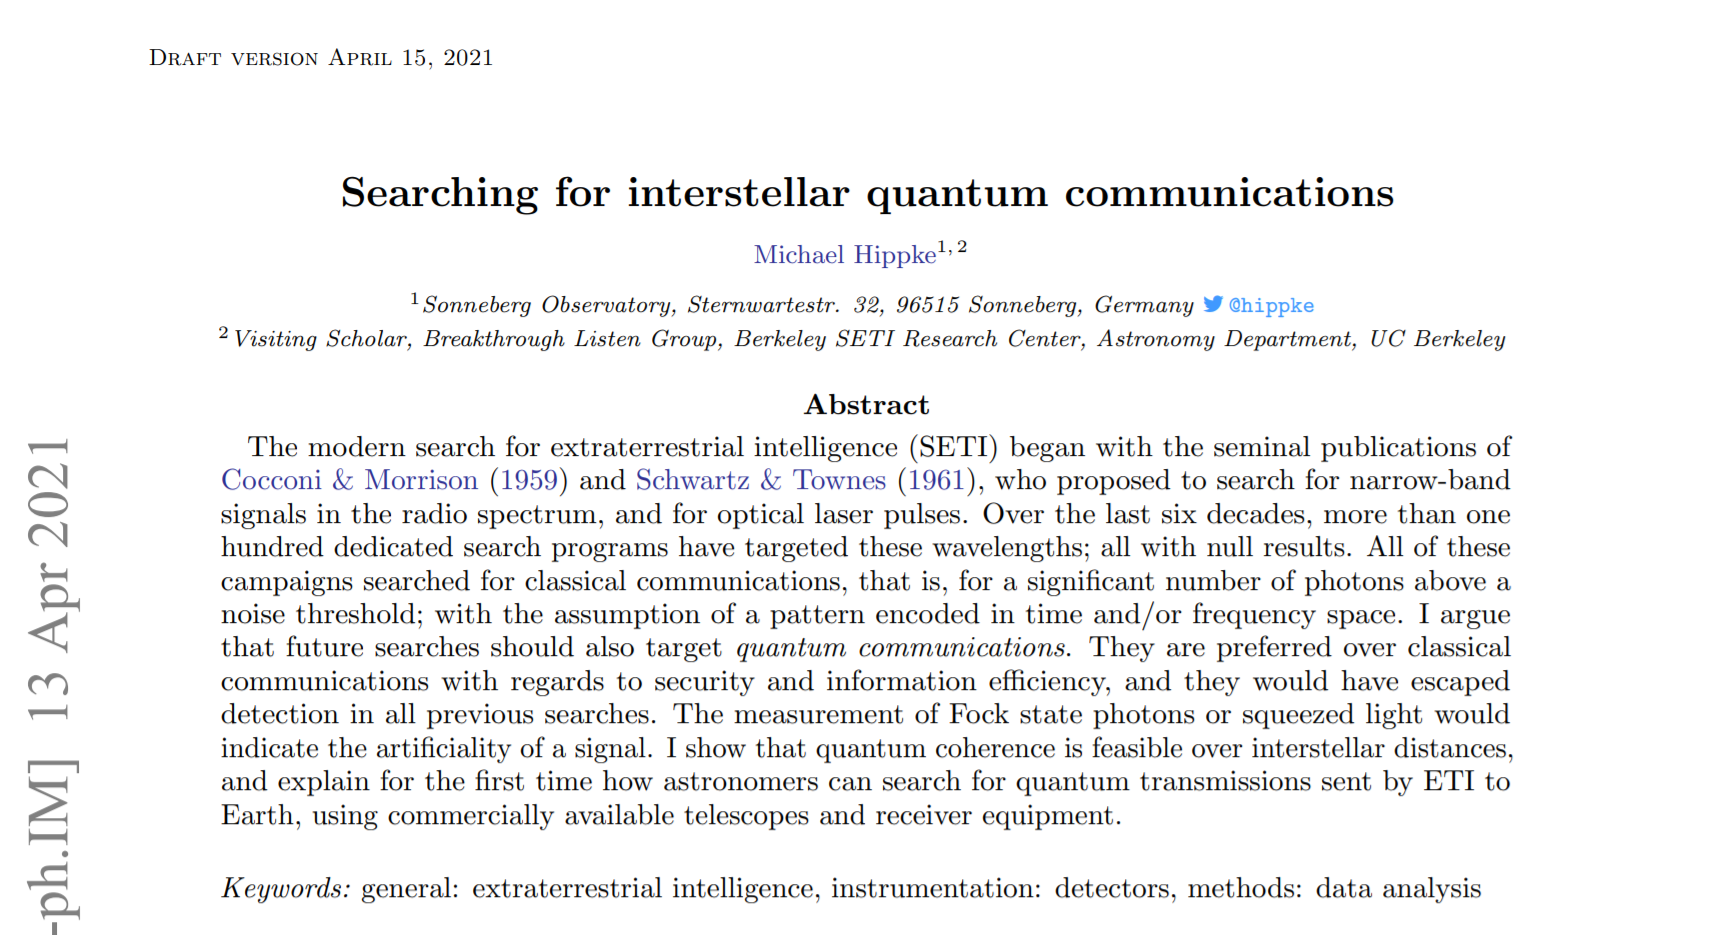 DRAFT VERSION APRIL 15, 2021
Searching for interstellar quantum communications
Michael Hippke1, 2
1 Sonneberg Observatory, Sternwartestr. 32, 96515 Sonneberg, Germany @hippke
2 Visiting Scholar, Breakthrough Listen Group, Berkeley SETI Research Center, Astronomy Department, UC Berkeley
Abstract
The modern search for extraterrestrial intelligence (SETI) began with the seminal publications of
Cocconi & Morrison (1959) and Schwartz & Townes (1961), who proposed to search for narrow-band
signals in the radio spectrum, and for optical laser pulses. Over the last six decades, more than one
hundred dedicated search programs have targeted these wavelengths; all with null results. All of these
campaigns searched for classical communications, that is, for a significant number of photons above a
noise threshold; with the assumption of a pattern encoded in time and/or frequency space. I argue
that future searches should also target quantum communications. They are preferred over classical
communications with regards to security and information efficiency, and they would have escaped
detection in all previous searches. The measurement of Fock state photons or squeezed light would
indicate the artificiality of a signal. I show that quantum coherence is feasible over interstellar distances,
and explain for the first time how astronomers can search for quantum transmissions sent by ETI to
Earth, using commercially available telescopes and receiver equipment.
Keywords: general: extraterrestrial intelligence, instrumentation: detectors, methods: data analysis
-ph.IM] 13 Apr 2021